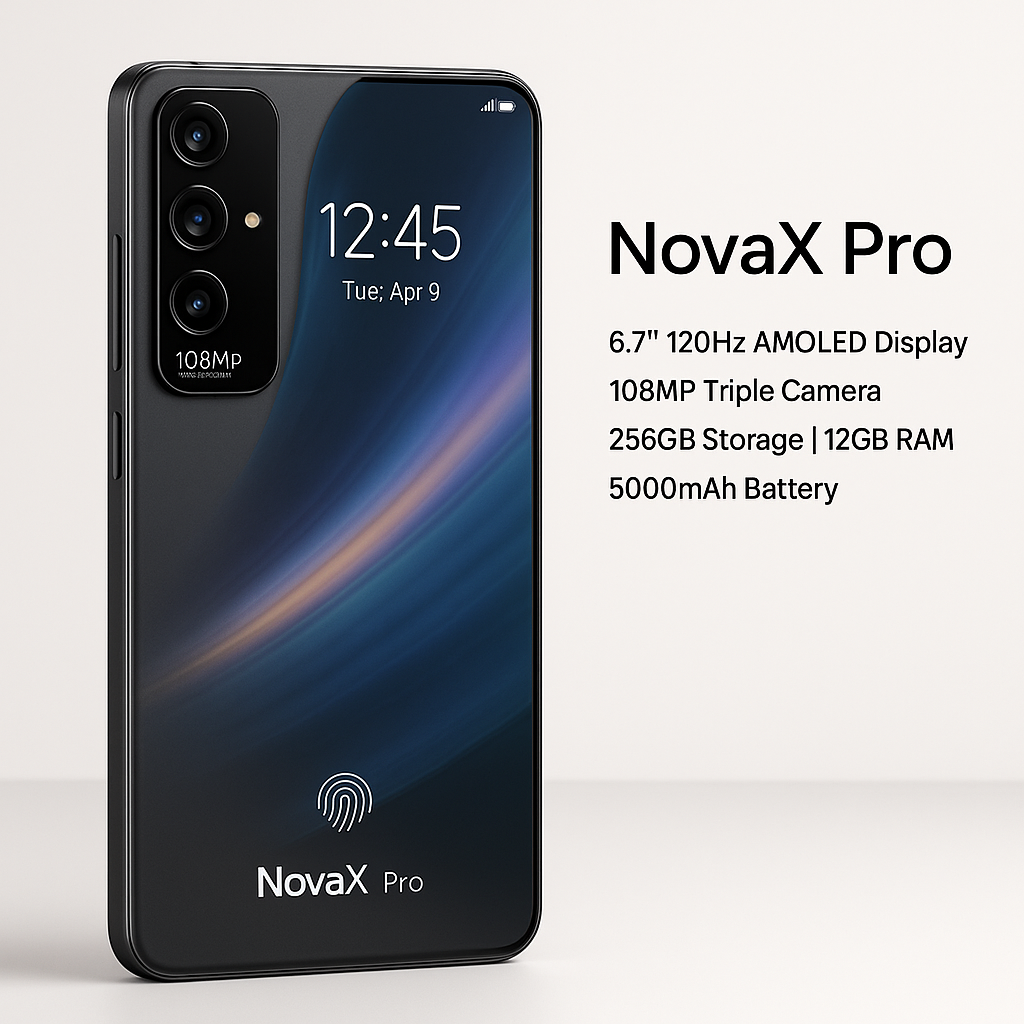 12:45
Tue; Apr 9
108MP
NovaX Pro
NovaX Pro
6.7" 120Hz AMOLED Display
108MP Triple Camera
256GB Storage | 12GB RAM
5000mAh Battery